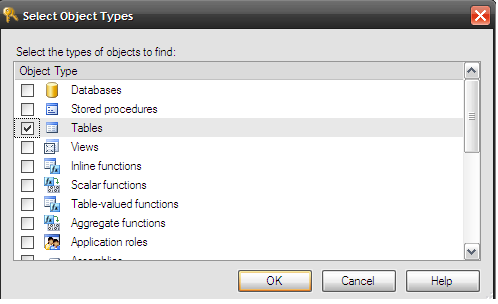 Select Object Types
Select the types of objects to find:
Object Type
Databases
Stored procedures
Tables
Views
Inline functions
Scalar functions
Table-valued functions
Aggregate functions
Application roles
Assemblies
OK
Cancel
Help